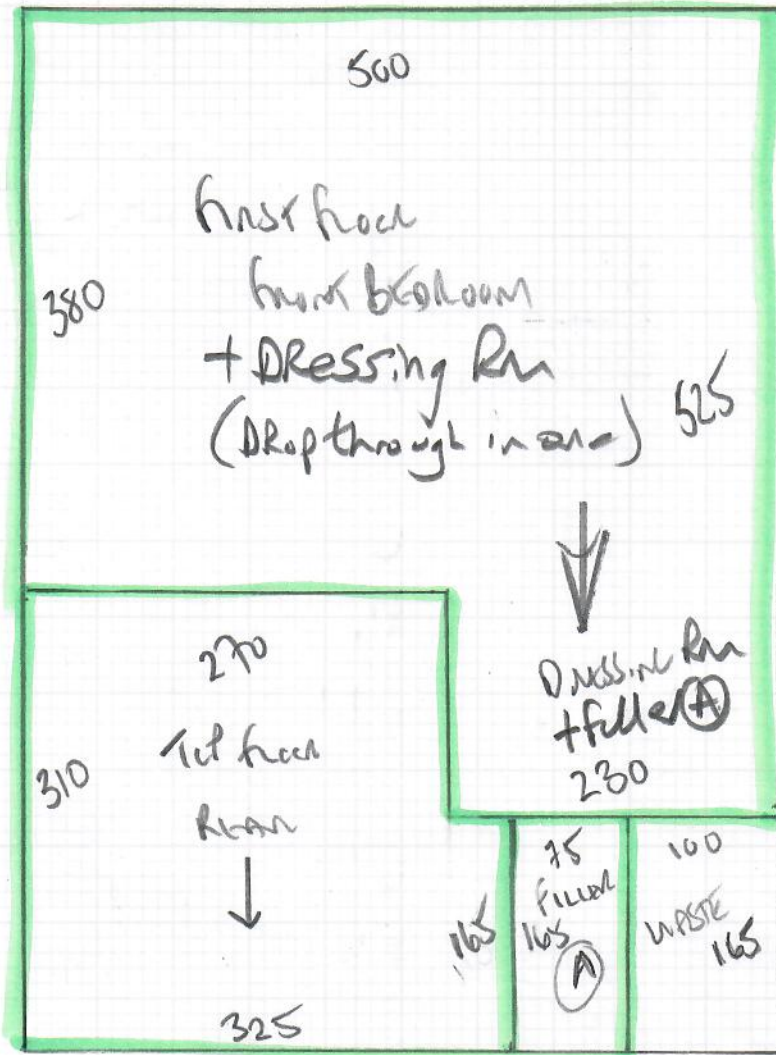 500
First floor
front BEDROOM
+ DRessing Rm
(DRop through in one)
380
525
Dressing Rm
+ filler A
230
270
Top floor
REAR
310
325
165
75
FILLER
165
A
100
WASTE
165